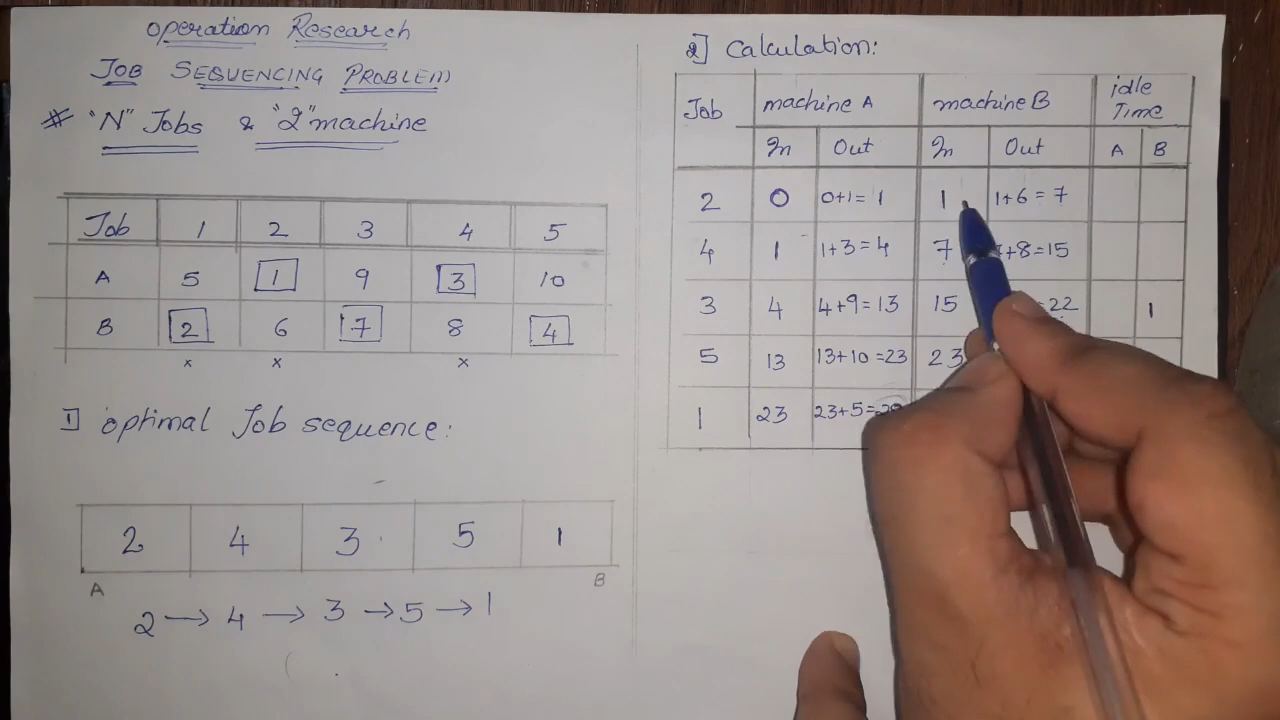 Operation Research
JOB SEQUENCING PROBLEM
# "N" Jobs & "2" machine
Job 1 2 3 4 5
A 5 1 9 3 10
B 2 6 7 8 4
x x x
1] optimal Job sequence:
2 4 3 5 1
A B
2 → 4 → 3 → 5 → 1
2] Calculation:
Job machine A machine B idle Time
In Out In Out A B
2 0 0+1= 1 1 1+6 = 7
4 1 1+3 = 4 7 +8=15
3 4 4+9 = 13 15 =22 1
5 13 13+10 =23 23
1 23 23+5=